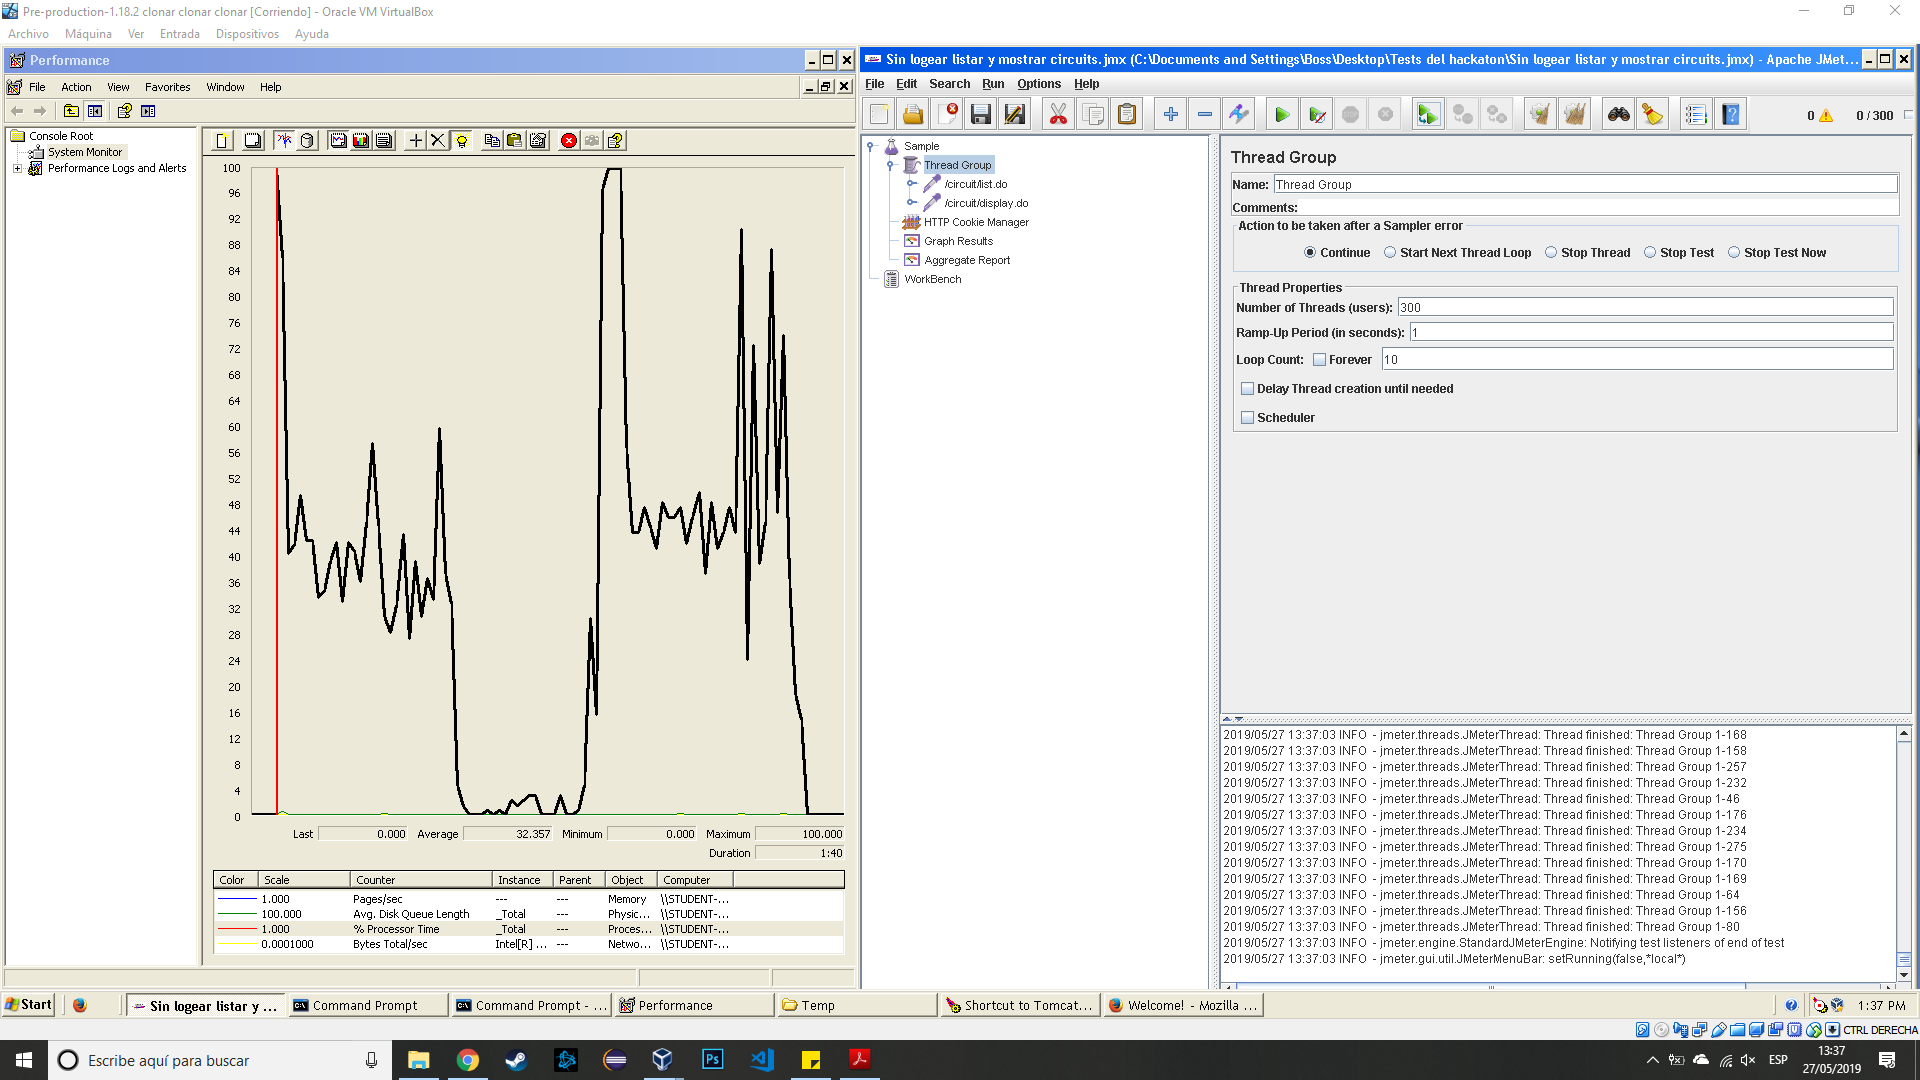 Pre-production-1.18.2 clonar clonar clonar [Corriendo] - Oracle VM VirtualBox
Archivo Máquina Ver Entrada Dispositivos Ayuda
Performance
File Action View Favorites Window Help
Console Root
System Monitor
Performance Logs and Alerts
100
96
92
88
84
80
76
72
68
64
60
56
52
48
44
40
36
32
28
24
20
16
12
8
4
0
Last 0.000 Average 32.357 Minimum 0.000 Maximum 100.000
Duration 1:40
Color Scale Counter Instance Parent Object Computer
1.000 Pages/sec --- --- Memory \\STUDENT-...
100.000 Avg. Disk Queue Length _Total --- Physic... \\STUDENT-...
1.000 % Processor Time _Total --- Proces... \\STUDENT-...
0.0001000 Bytes Total/sec Intel[R] ... --- Netwo... \\STUDENT-...
Sin logear listar y mostrar circuits.jmx (C:\Documents and Settings\Boss\Desktop\Tests del hackaton\Sin logear listar y mostrar circuits.jmx) - Apache JMet...
File Edit Search Run Options Help
0 0 / 300
Sample
Thread Group
/circuit/list.do
/circuit/display.do
HTTP Cookie Manager
Graph Results
Aggregate Report
WorkBench
Thread Group
Name: Thread Group
Comments:
Action to be taken after a Sampler error
Continue Start Next Thread Loop Stop Thread Stop Test Stop Test Now
Thread Properties
Number of Threads (users): 300
Ramp-Up Period (in seconds): 1
Loop Count: Forever 10
Delay Thread creation until needed
Scheduler
2019/05/27 13:37:03 INFO - jmeter.threads.JMeterThread: Thread finished: Thread Group 1-168
2019/05/27 13:37:03 INFO - jmeter.threads.JMeterThread: Thread finished: Thread Group 1-158
2019/05/27 13:37:03 INFO - jmeter.threads.JMeterThread: Thread finished: Thread Group 1-257
2019/05/27 13:37:03 INFO - jmeter.threads.JMeterThread: Thread finished: Thread Group 1-232
2019/05/27 13:37:03 INFO - jmeter.threads.JMeterThread: Thread finished: Thread Group 1-46
2019/05/27 13:37:03 INFO - jmeter.threads.JMeterThread: Thread finished: Thread Group 1-176
2019/05/27 13:37:03 INFO - jmeter.threads.JMeterThread: Thread finished: Thread Group 1-234
2019/05/27 13:37:03 INFO - jmeter.threads.JMeterThread: Thread finished: Thread Group 1-275
2019/05/27 13:37:03 INFO - jmeter.threads.JMeterThread: Thread finished: Thread Group 1-170
2019/05/27 13:37:03 INFO - jmeter.threads.JMeterThread: Thread finished: Thread Group 1-169
2019/05/27 13:37:03 INFO - jmeter.threads.JMeterThread: Thread finished: Thread Group 1-64
2019/05/27 13:37:03 INFO - jmeter.threads.JMeterThread: Thread finished: Thread Group 1-156
2019/05/27 13:37:03 INFO - jmeter.threads.JMeterThread: Thread finished: Thread Group 1-80
2019/05/27 13:37:03 INFO - jmeter.engine.StandardJMeterEngine: Notifying test listeners of end of test
2019/05/27 13:37:03 INFO - jmeter.gui.util.JMeterMenuBar: setRunning(false,*local*)
Start Sin logear listar y ... Command Prompt Command Prompt - ... Performance Temp Shortcut to Tomcat... Welcome! - Mozilla ... 1:37 PM
CTRL DERECHA
Escribe aquí para buscar Ps ESP 13:37
27/05/2019